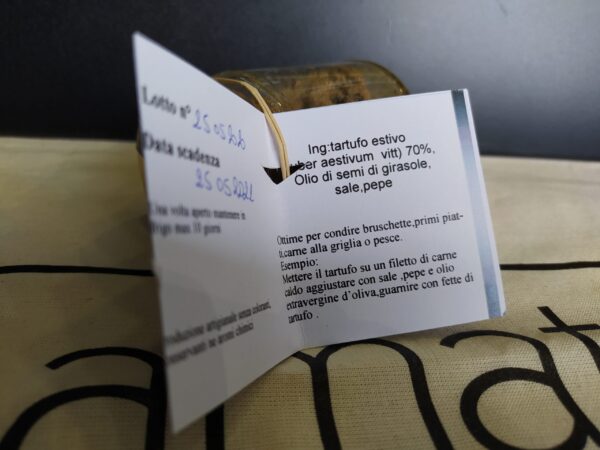 Lotto n° 25 05
Data scadenza
25 05
Una volta aperto mantenere in
frigo max 10 giorni
Produzione artigianale senza coloranti,
conservanti ne aromi chimici
Ing:tartufo estivo
ber aestivum vitt) 70%,
Olio di semi di girasole,
sale,pepe
Ottime per condire bruschette,primi piat-
ti,carne alla griglia o pesce.
Esempio:
Mettere il tartufo su un filetto di carne
caldo aggiustare con sale ,pepe e olio
extravergine d'oliva,guarnire con fette di
tartufo .
amat